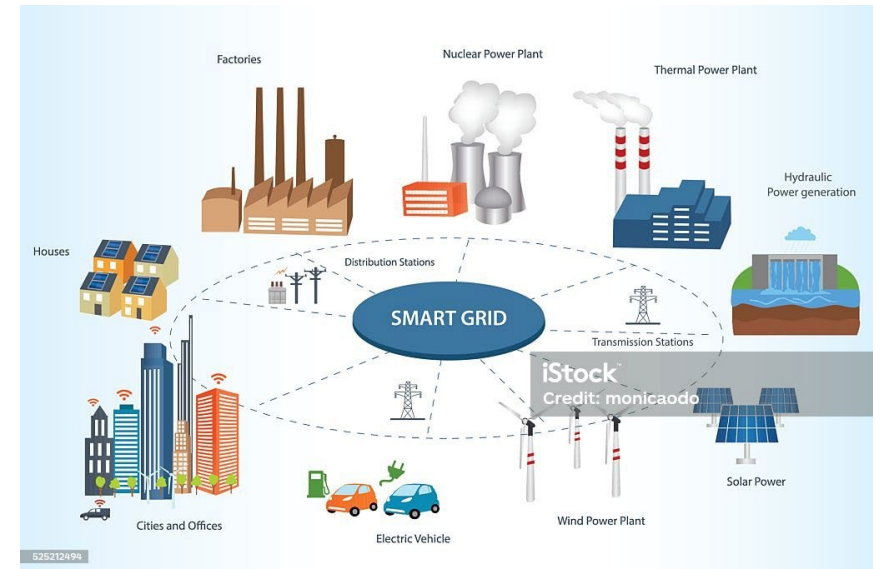 Factories
Nuclear Power Plant
Thermal Power Plant
Hydraulic
Power generation
Houses
Distribution Stations
SMART GRID
Transmission Stations
iStock
Credit: monicaodo
Solar Power
Wind Power Plant
Cities and Offices
Electric Vehicle
525212494